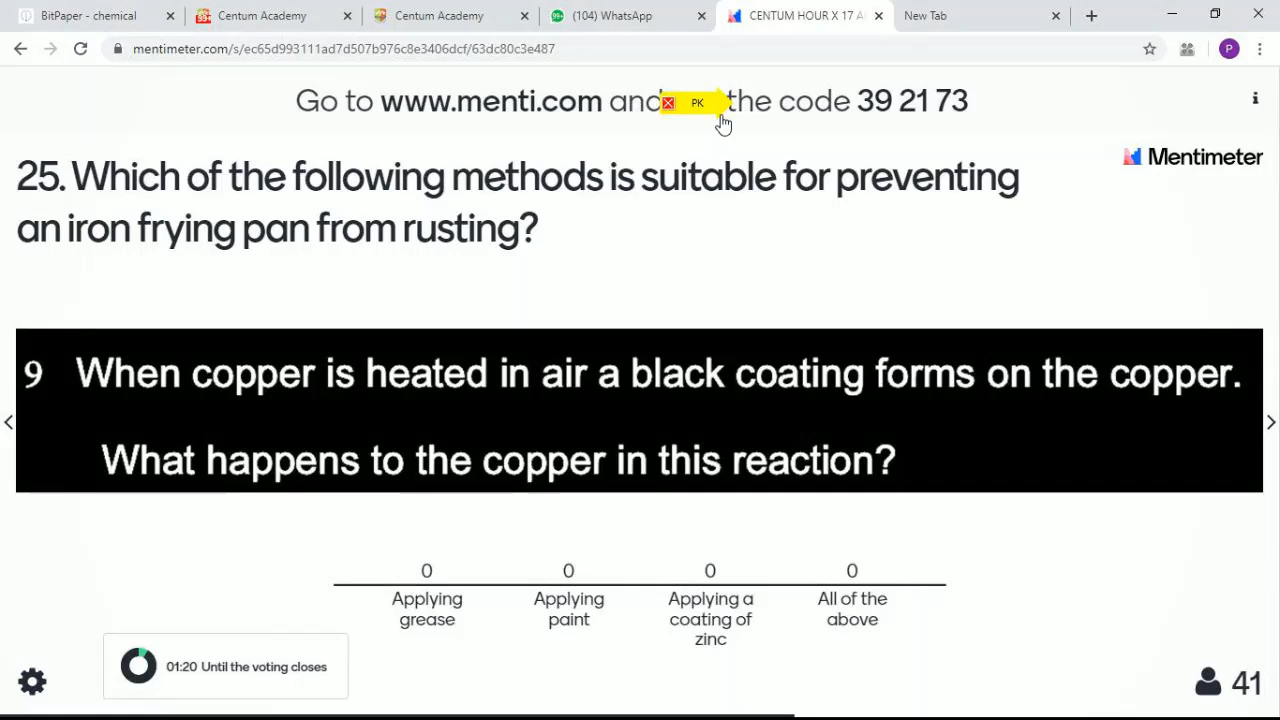 BitPaper - chemical
Centum Academy
Centum Academy
(104) WhatsApp
CENTUM HOUR X 17 A
New Tab
mentimeter.com/s/ec65d993111ad7d507b976c8e3406dcf/63dc80c3e487
P
Go to www.menti.com and the code 39 21 73
PK
Mentimeter
25. Which of the following methods is suitable for preventing
an iron frying pan from rusting?
9 When copper is heated in air a black coating forms on the copper.
What happens to the copper in this reaction?
0 0 0 0
Applying grease
Applying paint
Applying a coating of zinc
All of the above
01:20 Until the voting closes
41